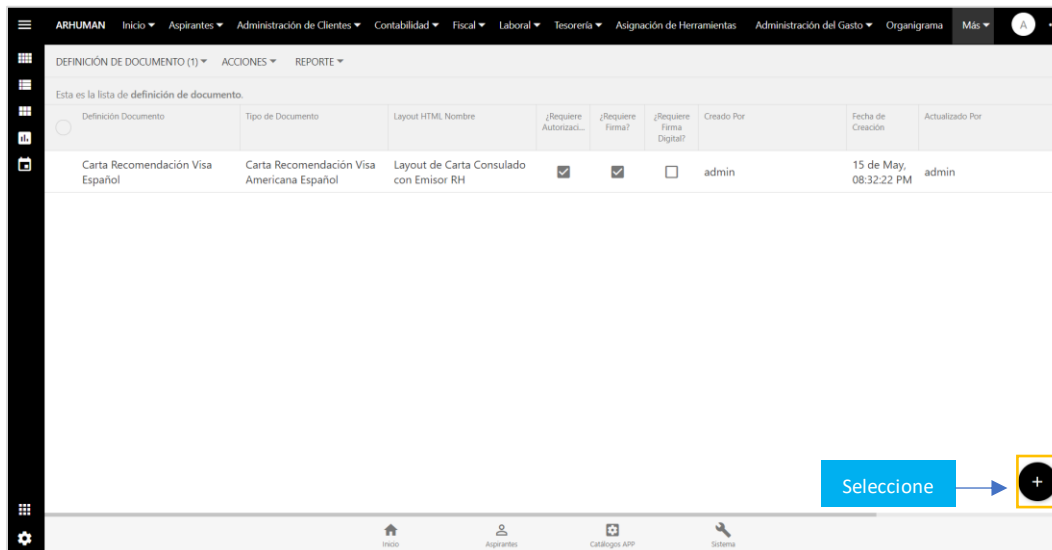 ARHUMAN Inicio Aspirantes Administración de Clientes Contabilidad Fiscal Laboral Tesorería Asignación de Herramientas Administración del Gasto Organigrama Más A
DEFINICIÓN DE DOCUMENTO (1) ACCIONES REPORTE
Esta es la lista de definición de documento.
Definición Documento Tipo de Documento Layout HTML Nombre ¿Requiere ¿Requiere ¿Requiere Creado Por Fecha de Actualizado Por
Autorizaci... Firma? Firma Creación
Digital?
Carta Recomendación Visa Carta Recomendación Visa Layout de Carta Consulado 15 de May,
Español Americana Español con Emisor RH admin 08:32:22 PM admin
Seleccione +
Inicio Aspirantes Catálogos APP Sistema